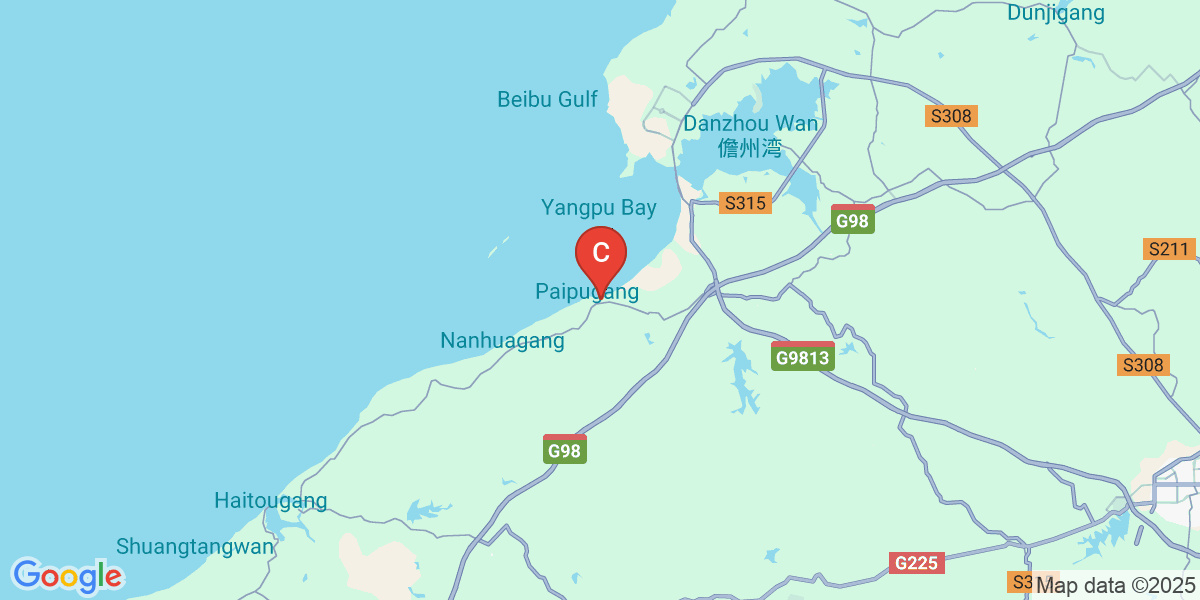 Dunjigang
Beibu Gulf
S308
Danzhou Wan
儋州湾
S315
Yangpu Bay
G98
S211
C
Paipugang
Nanhuagang
G9813
S308
G98
Haitougang
Shuangtangwan
G225
Google
Map data ©2025